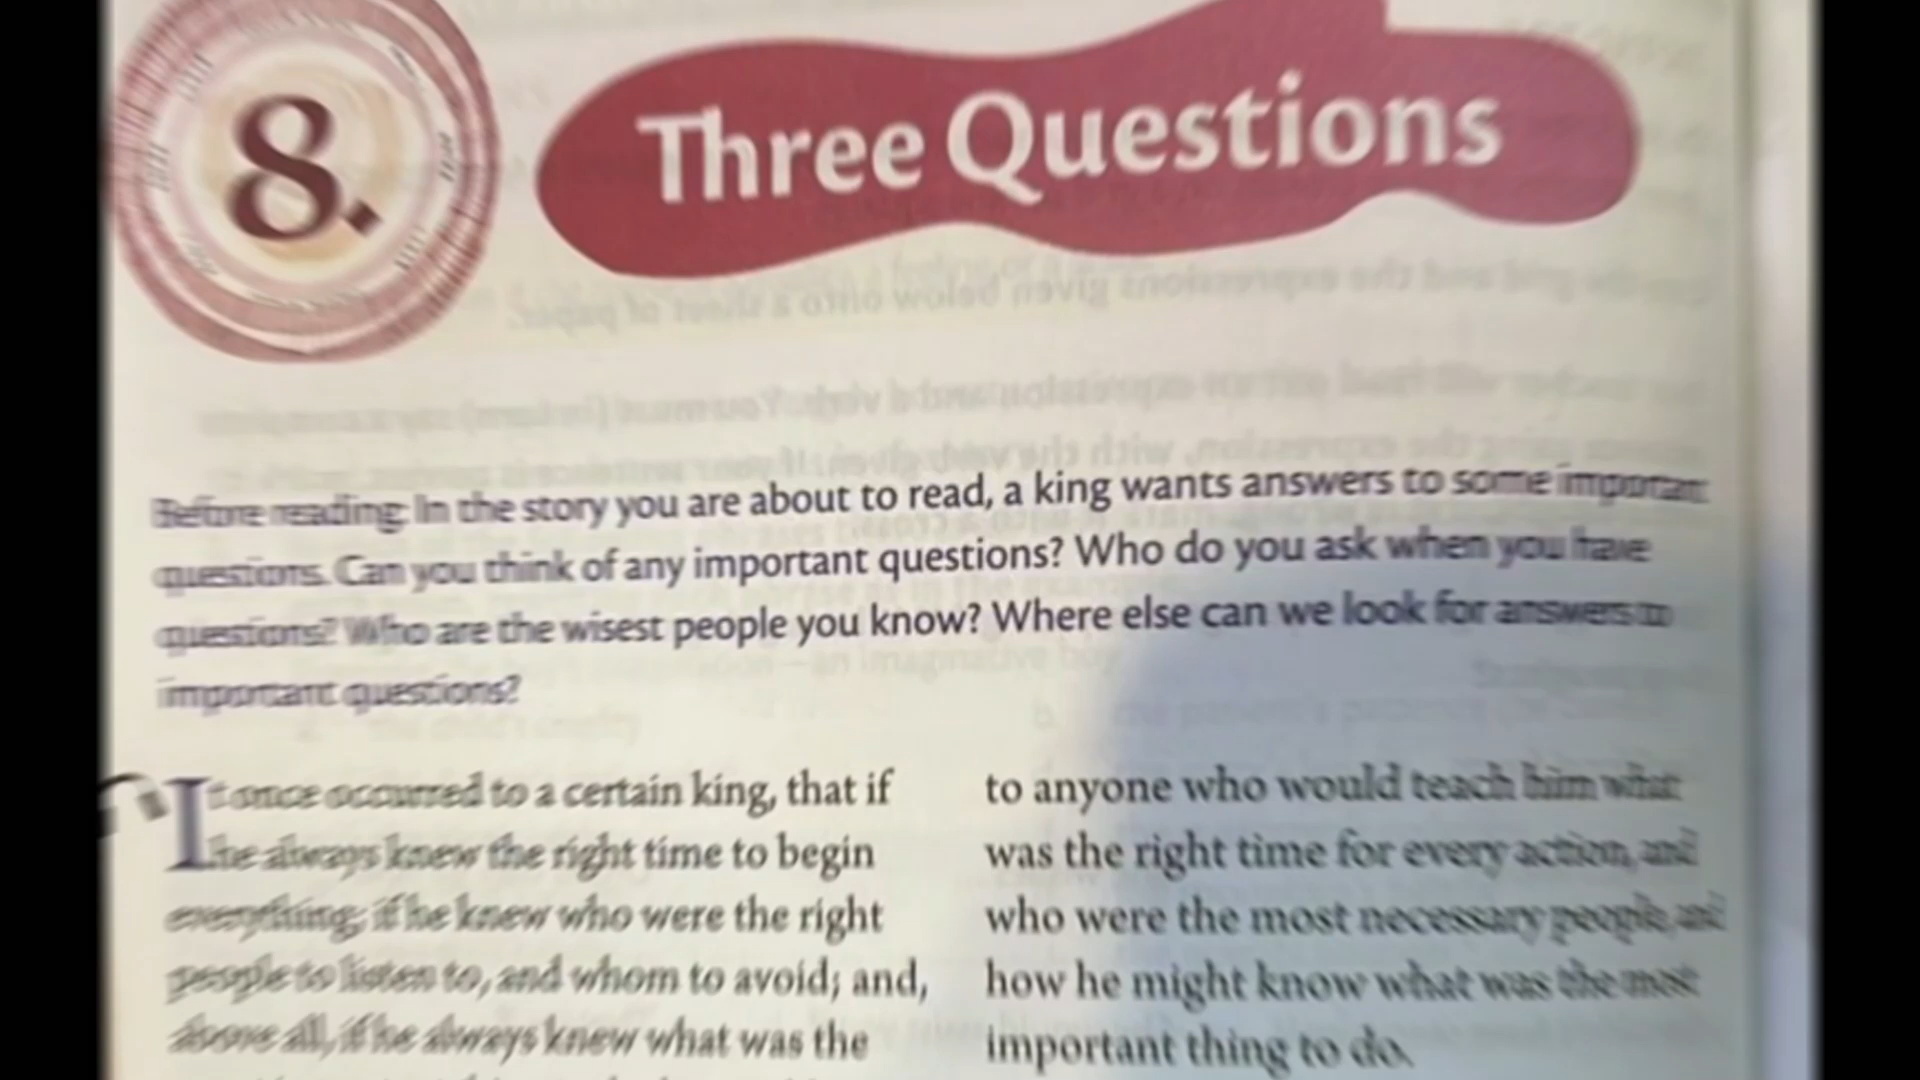 8.
Three Questions
Before reading: In the story you are about to read, a king wants answers to some important
questions. Can you think of any important questions? Who do you ask when you have
questions? Who are the wisest people you know? Where else can we look for answers to
important questions?
It once occurred to a certain king, that if
he always knew the right time to begin
everything; if he knew who were the right
people to listen to, and whom to avoid; and,
above all, if he always knew what was the
to anyone who would teach him what
was the right time for every action, and
who were the most necessary people, and
how he might know what was the most
important thing to do.